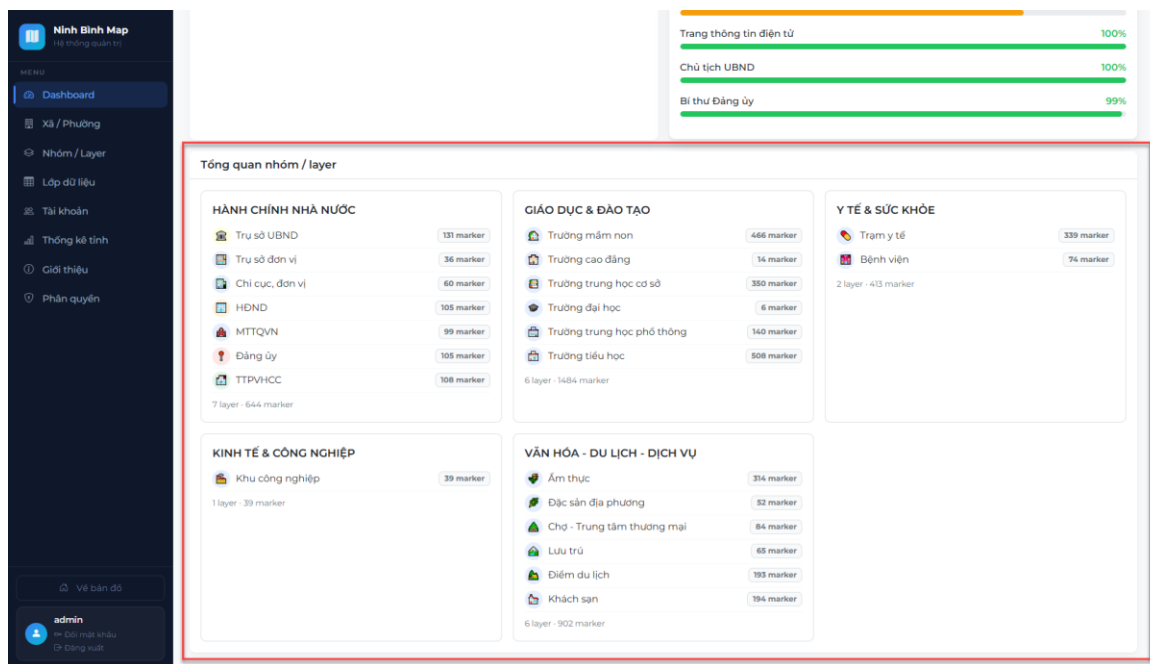 Ninh Bình Map
Hệ thống quản trị
MENU
Dashboard
Xã / Phường
Nhóm / Layer
Lớp dữ liệu
Tài khoản
Thống kê tỉnh
Giới thiệu
Phân quyền
Về bản đồ
admin
Đổi mật khẩu
Đăng xuất
Trang thông tin điện tử 100%
Chủ tịch UBND 100%
Bí thư Đảng ủy 99%
Tổng quan nhóm / layer
HÀNH CHÍNH NHÀ NƯỚC
Trụ sở UBND 131 marker
Trụ sở đơn vị 36 marker
Chi cục, đơn vị 60 marker
HĐND 105 marker
MTTQVN 99 marker
Đảng ủy 105 marker
TTPVHCC 108 marker
7 layer · 644 marker
GIÁO DỤC & ĐÀO TẠO
Trường mầm non 466 marker
Trường cao đẳng 14 marker
Trường trung học cơ sở 350 marker
Trường đại học 6 marker
Trường trung học phổ thông 140 marker
Trường tiểu học 508 marker
6 layer · 1484 marker
Y TẾ & SỨC KHỎE
Trạm y tế 339 marker
Bệnh viện 74 marker
2 layer · 413 marker
KINH TẾ & CÔNG NGHIỆP
Khu công nghiệp 39 marker
1 layer · 39 marker
VĂN HÓA - DU LỊCH - DỊCH VỤ
Ẩm thực 314 marker
Đặc sản địa phương 52 marker
Chợ - Trung tâm thương mại 84 marker
Lưu trú 65 marker
Điểm du lịch 193 marker
Khách sạn 194 marker
6 layer · 902 marker